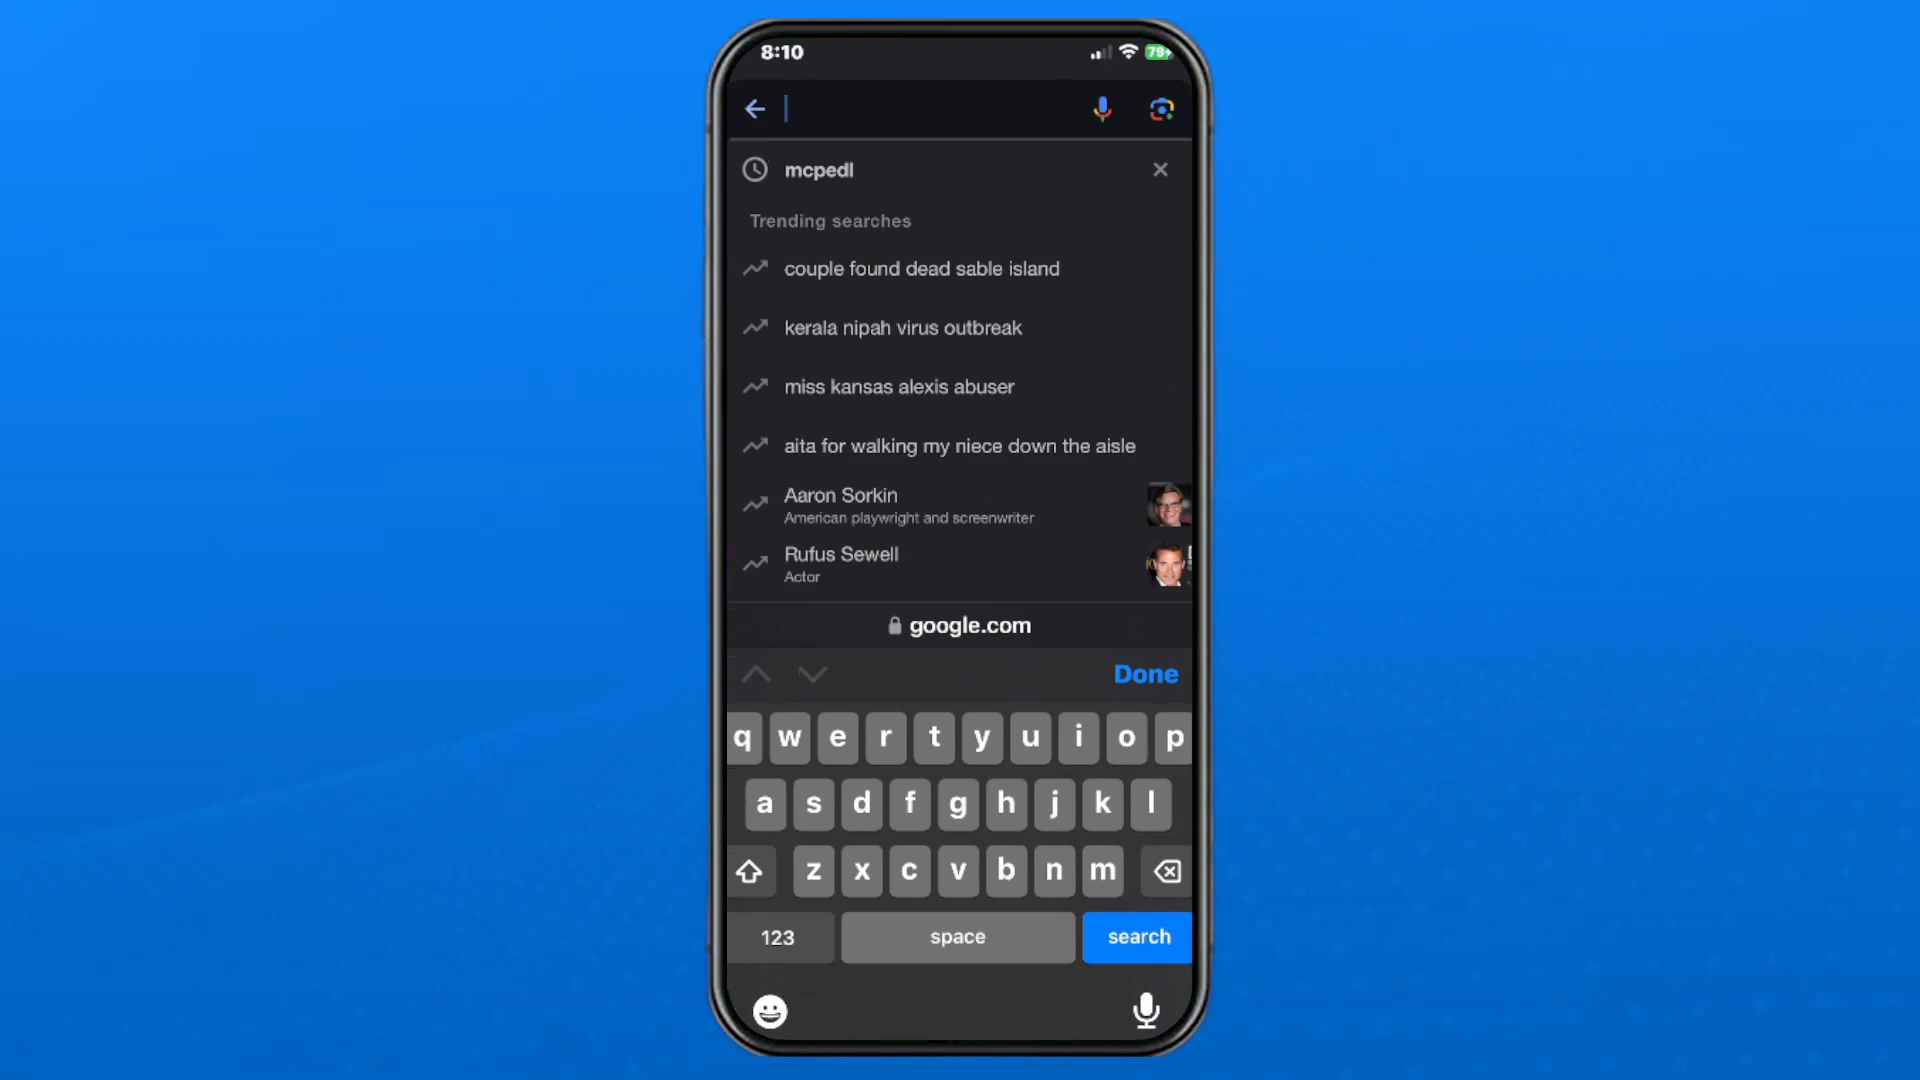 8:10
79
mcpedl
Trending searches
couple found dead sable island
kerala nipah virus outbreak
miss kansas alexis abuser
aita for walking my niece down the aisle
Aaron Sorkin
American playwright and screenwriter
Rufus Sewell
Actor
google.com
Done
q w e r t y u i o p
a s d f g h j k l
z x c v b n m
123 space search